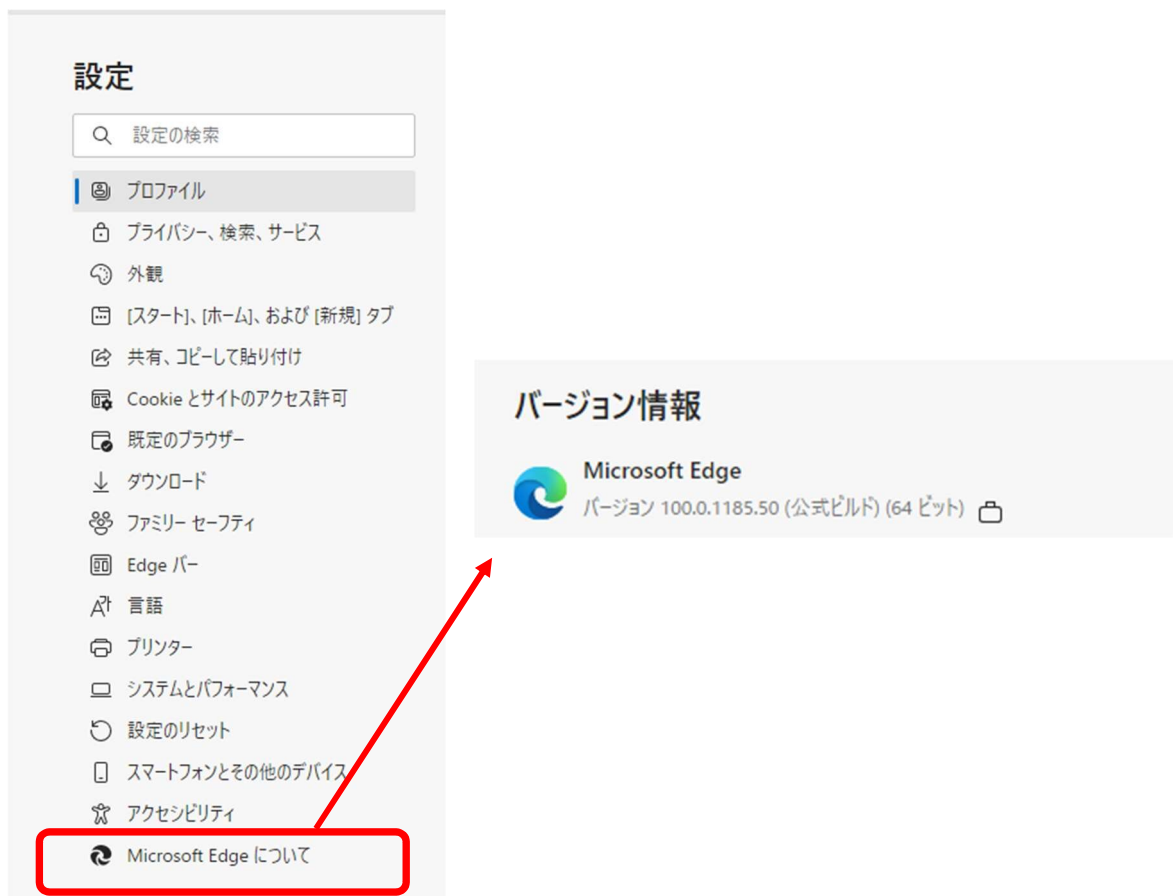 設定
設定の検索
プロファイル
プライバシー、検索、サービス
外観
[スタート]、[ホーム]、および [新規] タブ
共有、コピーして貼り付け
Cookie とサイトのアクセス許可
既定のブラウザー
ダウンロード
ファミリー セーフティ
Edge バー
言語
プリンター
システムとパフォーマンス
設定のリセット
スマートフォンとその他のデバイス
アクセシビリティ
Microsoft Edge について
バージョン情報
Microsoft Edge
バージョン 100.0.1185.50 (公式ビルド) (64 ビット)